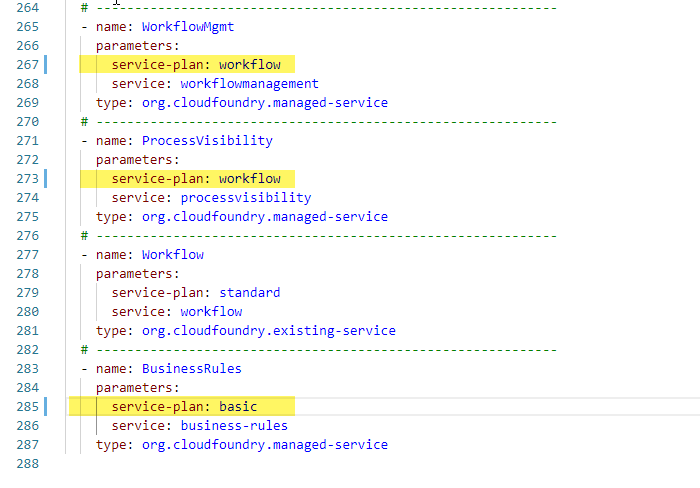 264 # ----------------------------------------------------------
265 - name: WorkflowMgmt
266 parameters:
267 service-plan: workflow
268 service: workflowmanagement
269 type: org.cloudfoundry.managed-service
270 # ----------------------------------------------------------
271 - name: ProcessVisibility
272 parameters:
273 service-plan: workflow
274 service: processvisibility
275 type: org.cloudfoundry.managed-service
276 # ----------------------------------------------------------
277 - name: Workflow
278 parameters:
279 service-plan: standard
280 service: workflow
281 type: org.cloudfoundry.existing-service
282 # ----------------------------------------------------------
283 - name: BusinessRules
284 parameters:
285 service-plan: basic
286 service: business-rules
287 type: org.cloudfoundry.managed-service
288